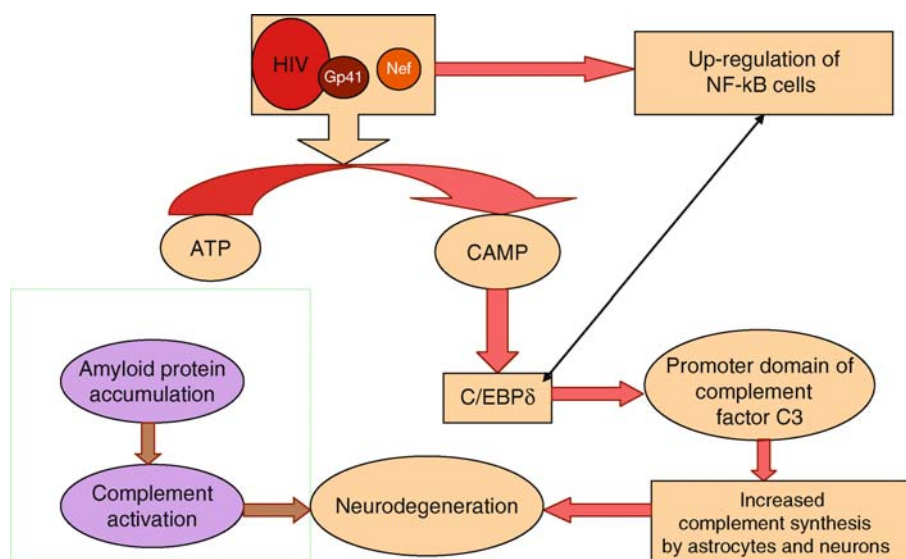 HIV
Gp41
Nef
Up-regulation of
NF-kB cells
ATP
CAMP
Amyloid protein
accumulation
C/EBPδ
Promoter domain of
complement
factor C3
Complement
activation
Neurodegeneration
Increased
complement synthesis
by astrocytes and neurons